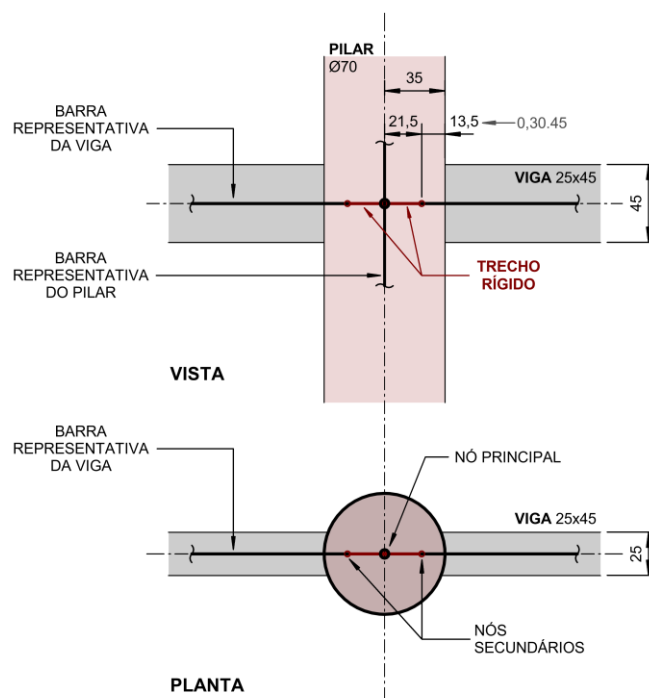 PILAR
Ø70
35
21,5
13,5
0,30.45
BARRA
REPRESENTATIVA
DA VIGA
VIGA 25x45
45
BARRA
REPRESENTATIVA
DO PILAR
TRECHO
RÍGIDO
VISTA
BARRA
REPRESENTATIVA
DA VIGA
NÓ PRINCIPAL
VIGA 25x45
25
NÓS
SECUNDÁRIOS
PLANTA